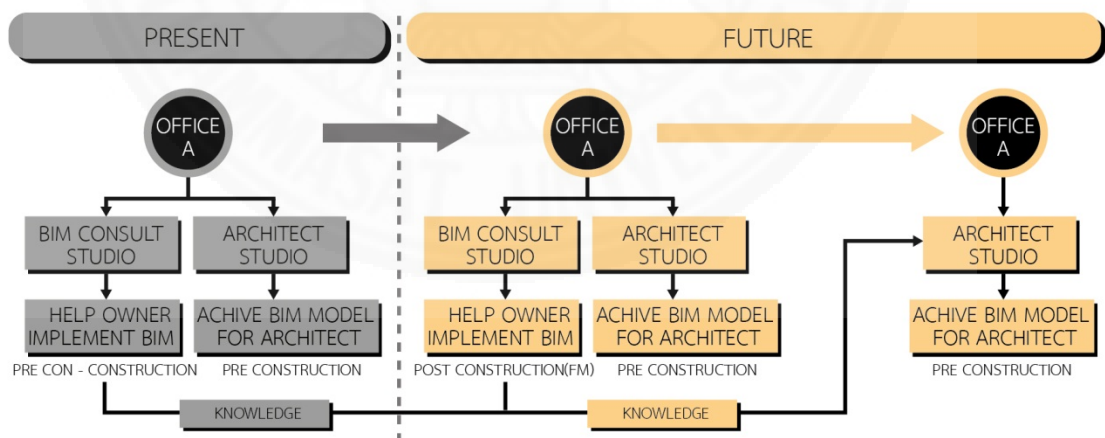 PRESENT
FUTURE
OFFICE
A
OFFICE
A
OFFICE
A
BIM CONSULT
STUDIO
ARCHITECT
STUDIO
BIM CONSULT
STUDIO
ARCHITECT
STUDIO
ARCHITECT
STUDIO
HELP OWNER
IMPLEMENT BIM
ACHIVE BIM MODEL
FOR ARCHITECT
HELP OWNER
IMPLEMENT BIM
ACHIVE BIM MODEL
FOR ARCHITECT
ACHIVE BIM MODEL
FOR ARCHITECT
PRE CON - CONSTRUCTION
PRE CONSTRUCTION
POST CONSTRUCTION(FM)
PRE CONSTRUCTION
PRE CONSTRUCTION
KNOWLEDGE
KNOWLEDGE